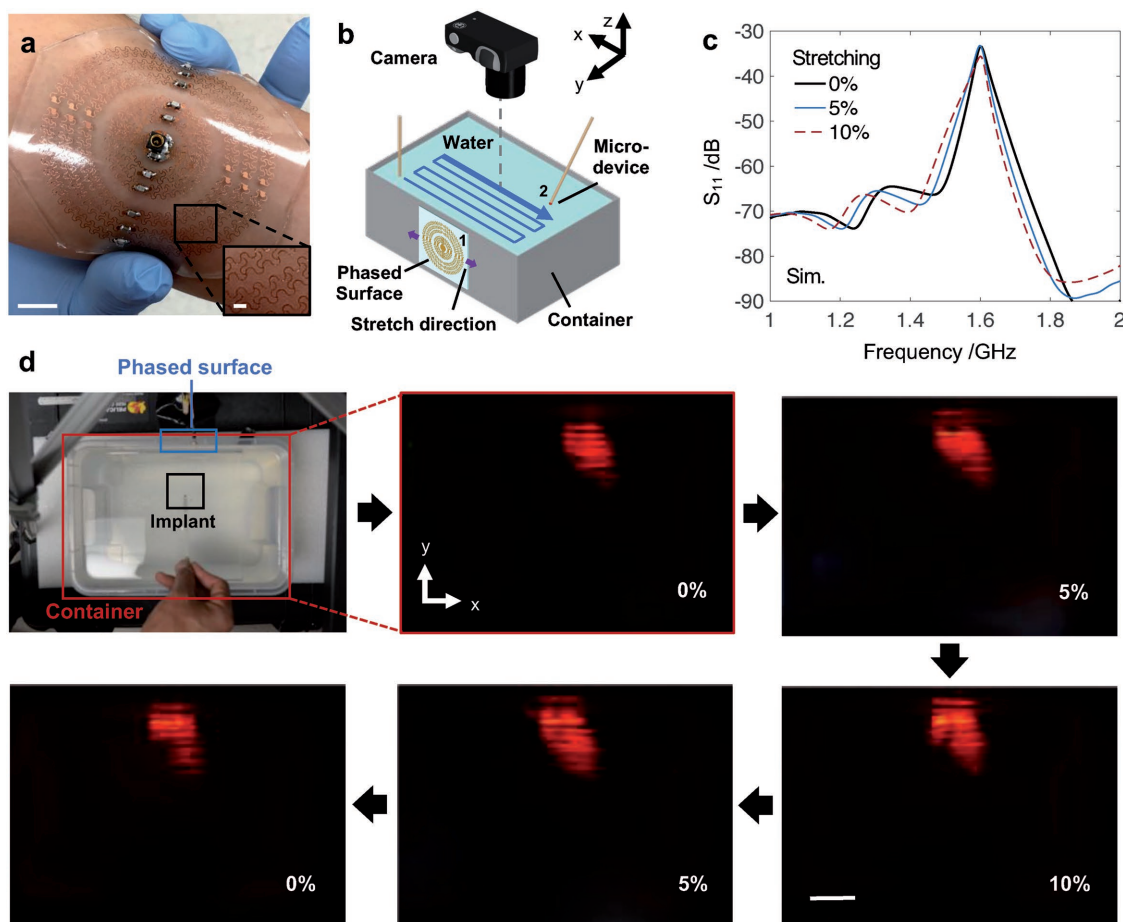 a
b
Camera
z
x
y
Water
Micro-
device
2
1
Phased
Surface
Stretch direction
Container
c
-30
-40
-50
-60
-70
-80
-90
S₁₁ /dB
Stretching
0%
5%
10%
Sim.
1
1.2
1.4
1.6
1.8
2
Frequency /GHz
d
Phased surface
Implant
Container
y
x
0%
5%
0%
5%
10%